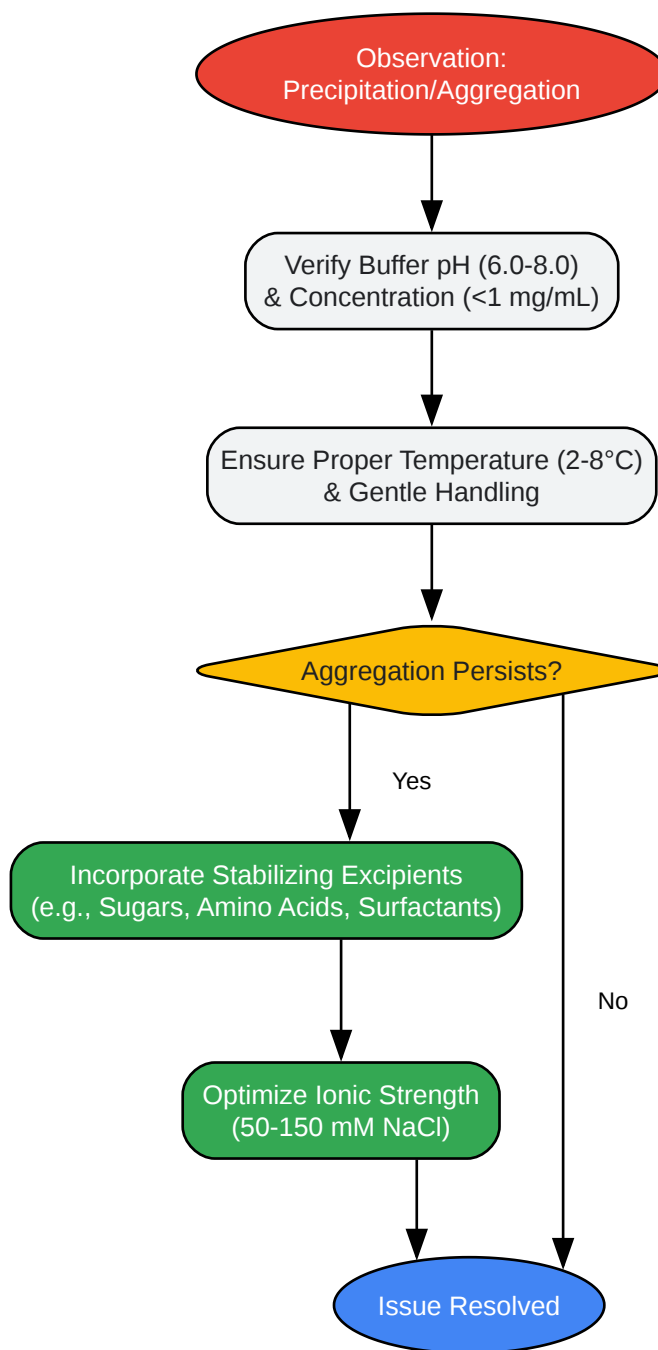 Observation:
Precipitation/Aggregation
Verify Buffer pH (6.0-8.0)
& Concentration (<1 mg/mL)
Ensure Proper Temperature (2-8°C)
& Gentle Handling
Aggregation Persists?
Yes
Incorporate Stabilizing Excipients
(e.g., Sugars, Amino Acids, Surfactants)
No
Optimize Ionic Strength
(50-150 mM NaCl)
Issue Resolved